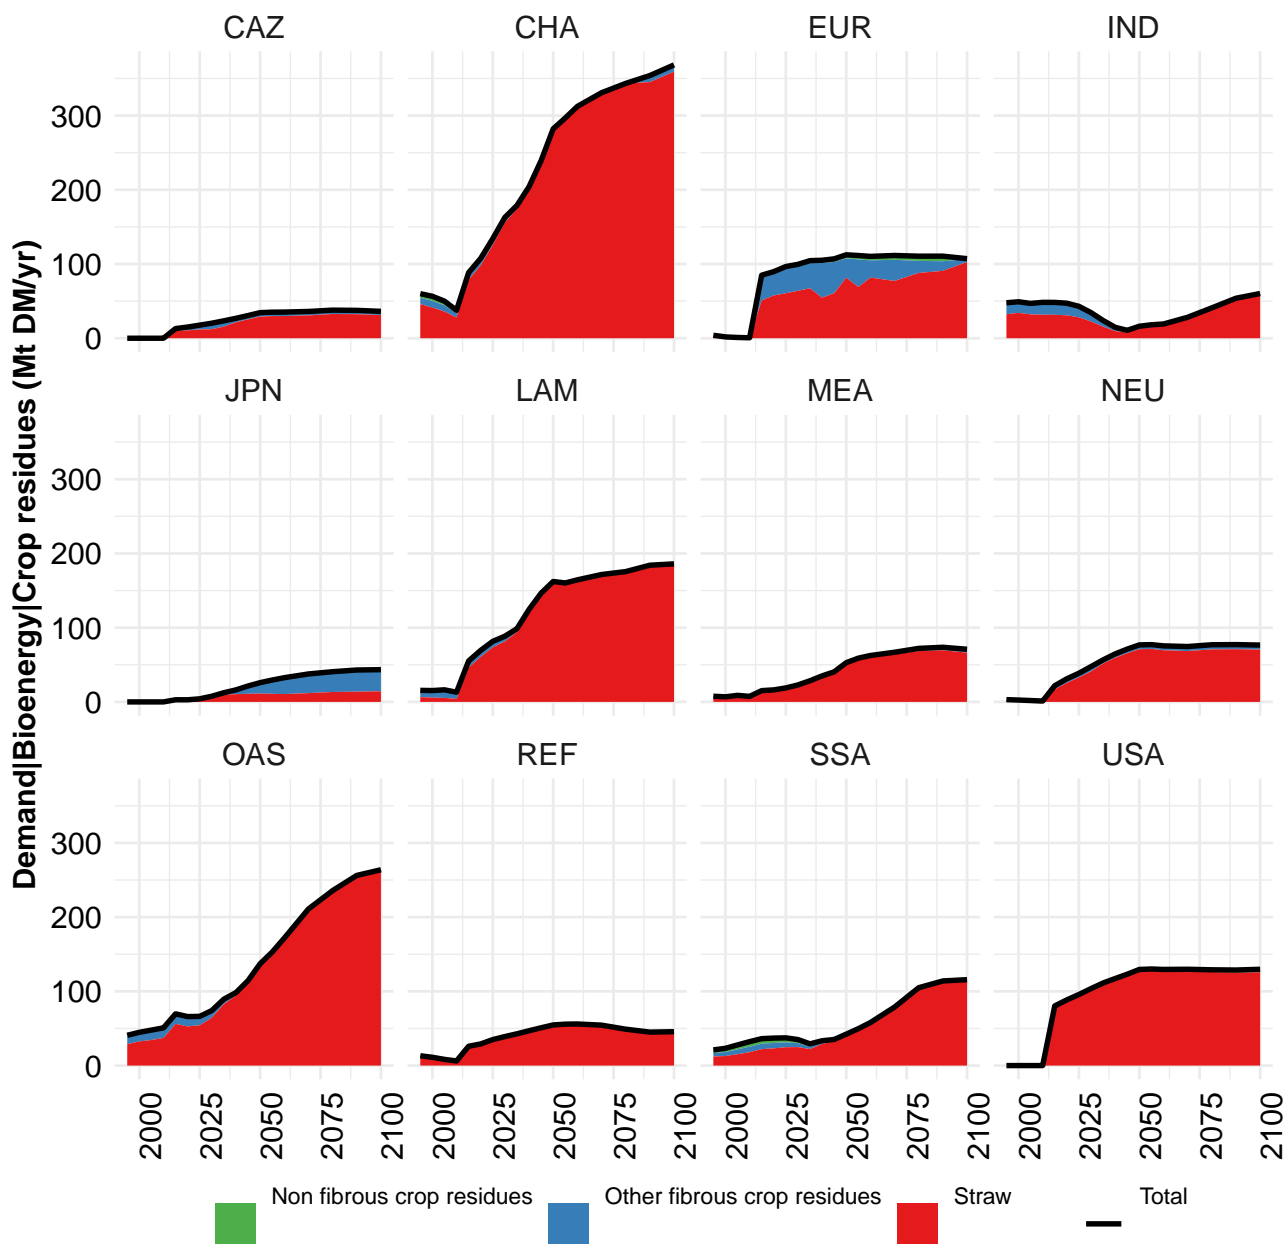 CAZ CHA EUR IND
300
200
100
0
JPN LAM MEA NEU
300
200
100
0
OAS REF SSA USA
300
200
100
0
Demand|Bioenergy|Crop residues (Mt DM/yr)
2000 2025 2050 2075 2100 2000 2025 2050 2075 2100 2000 2025 2050 2075 2100 2000 2025 2050 2075 2100
Non fibrous crop residues Other fibrous crop residues Straw Total